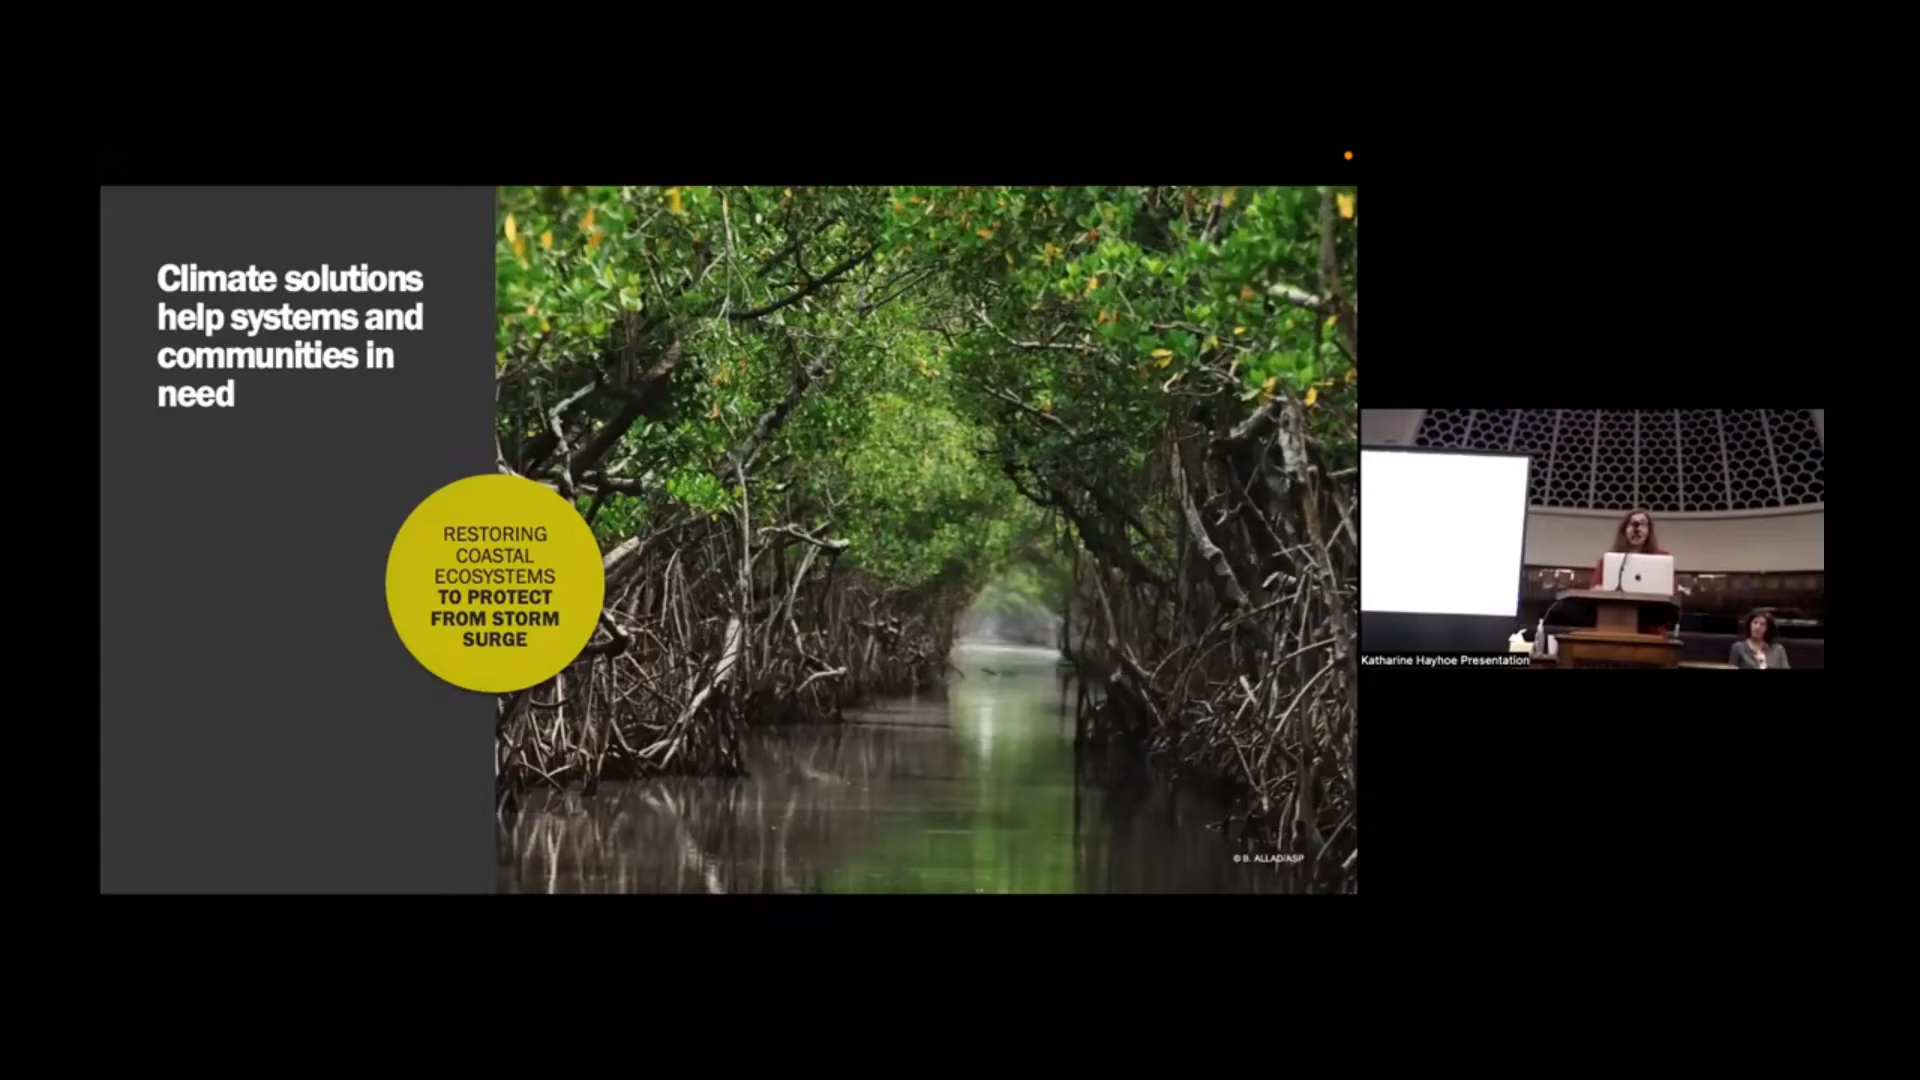 Climate solutions
help systems and
communities in
need
RESTORING
COASTAL
ECOSYSTEMS
TO PROTECT
FROM STORM
SURGE
© B. ALLAD/ASP
Katharine Hayhoe Presentation